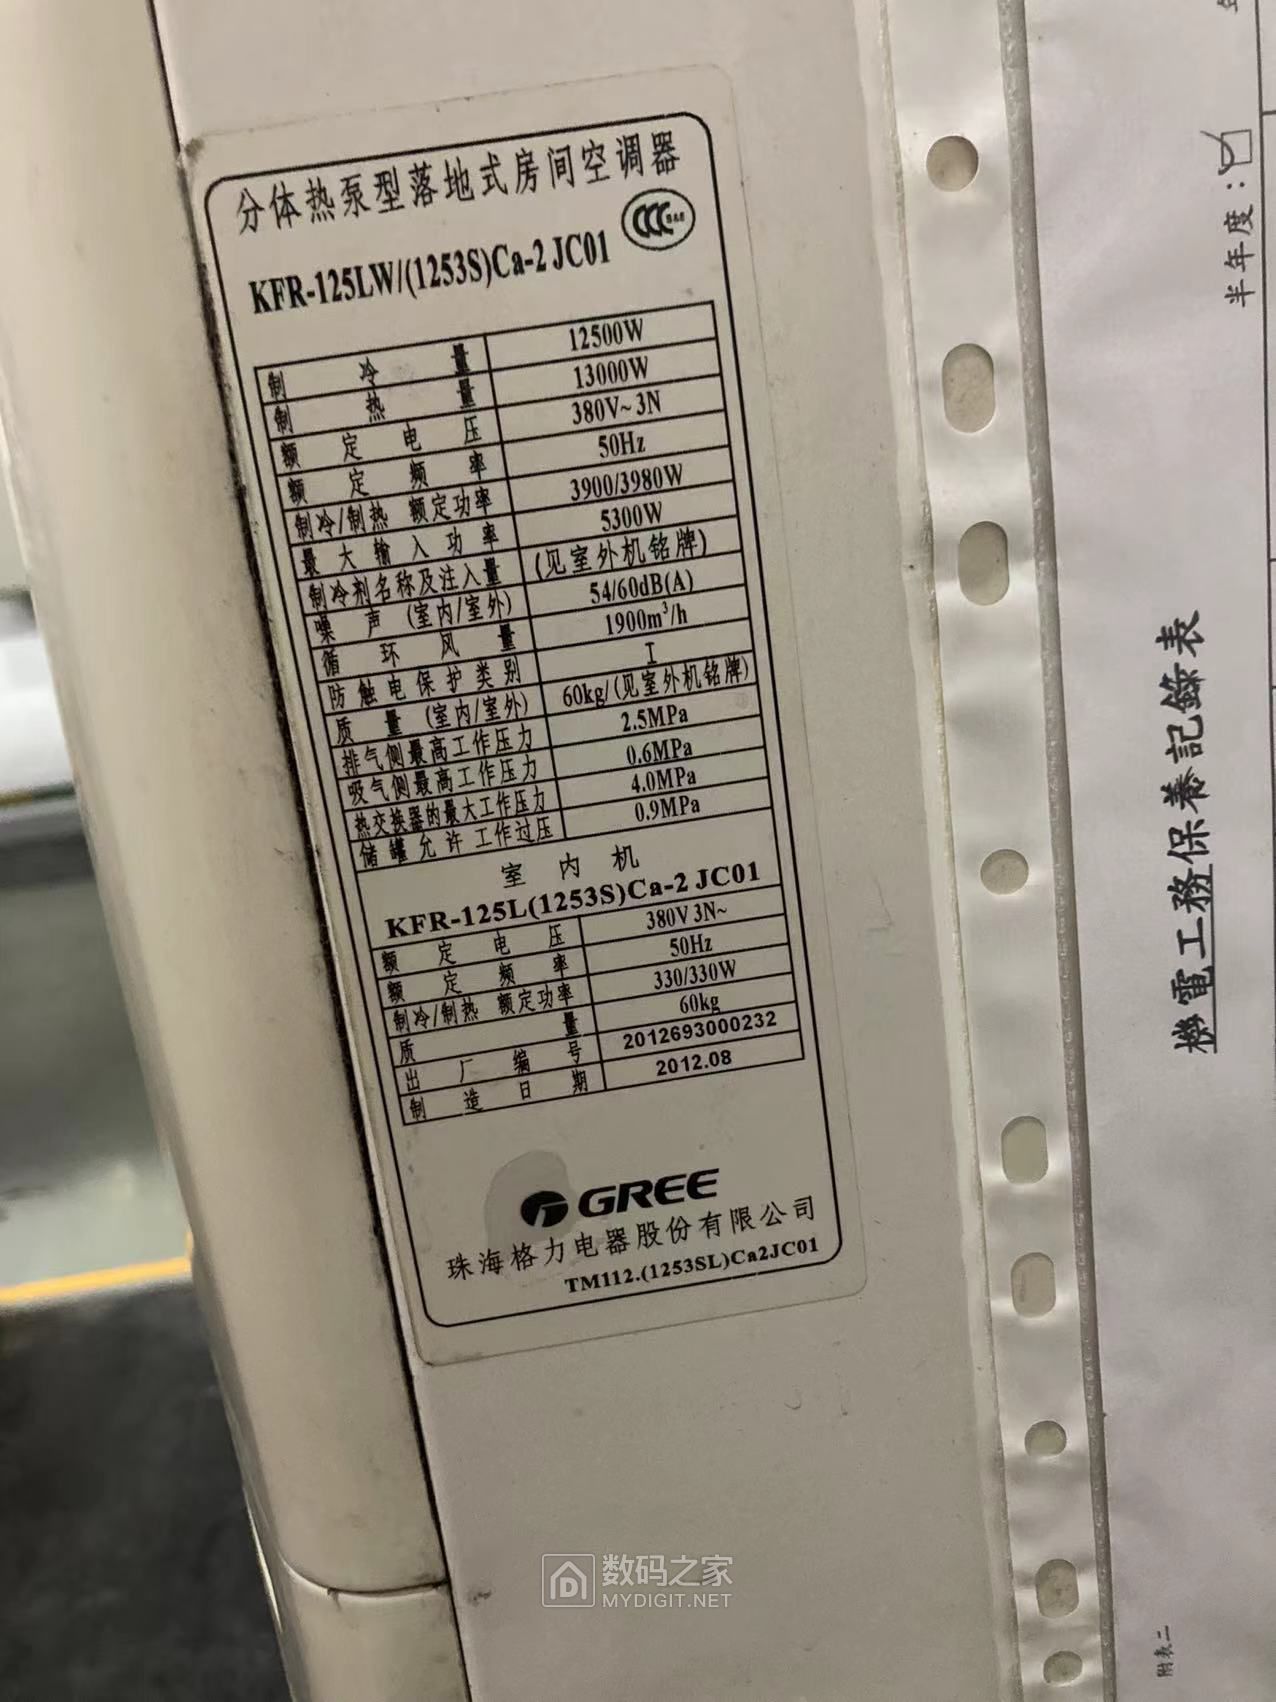 分体热泵型落地式房间空调器
KFR-125LW/(1253S)Ca-2 JC01
制冷量 12500W
制热量 13000W
额定电压 380V~ 3N
额定频率 50Hz
制冷/制热 额定功率 3900/3980W
最大输入功率 5300W
制冷剂名称及注入量 (见室外机铭牌)
噪声 (室内/室外) 54/60dB(A)
循环风量 1900m³/h
防触电保护类别 I
质量 (室内/室外) 60kg/(见室外机铭牌)
排气侧最高工作压力 2.5MPa
吸气侧最高工作压力 0.6MPa
热交换器的最大工作压力 4.0MPa
储罐允许工作过压 0.9MPa
室内机
KFR-125L(1253S)Ca-2 JC01
额定电压 380V 3N~
额定频率 50Hz
制冷/制热 额定功率 330/330W
质量 60kg
出厂编号 2012693000232
制造日期 2012.08
GREE
珠海格力电器股份有限公司
TM112.(1253SL)Ca2JC01
半年度:
機電工務保養記錄表
附表二
数码之家
MYDIGIT.NET